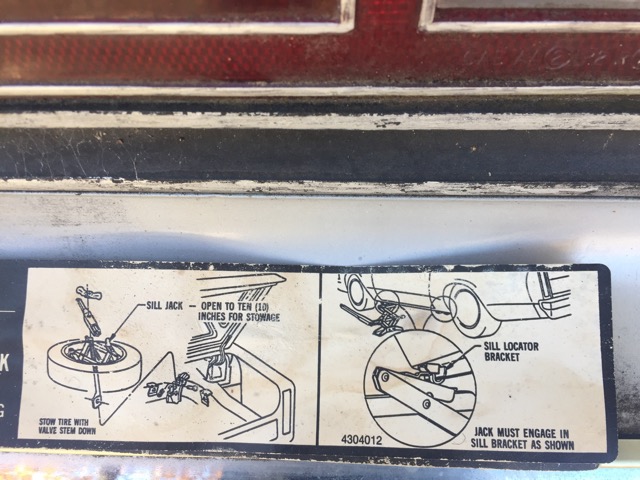 SILL JACK — OPEN TO TEN (10)
INCHES FOR STOWAGE
K
G
STOW TIRE WITH
VALVE STEM DOWN
SILL LOCATOR
BRACKET
4304012
JACK MUST ENGAGE IN
SILL BRACKET AS SHOWN